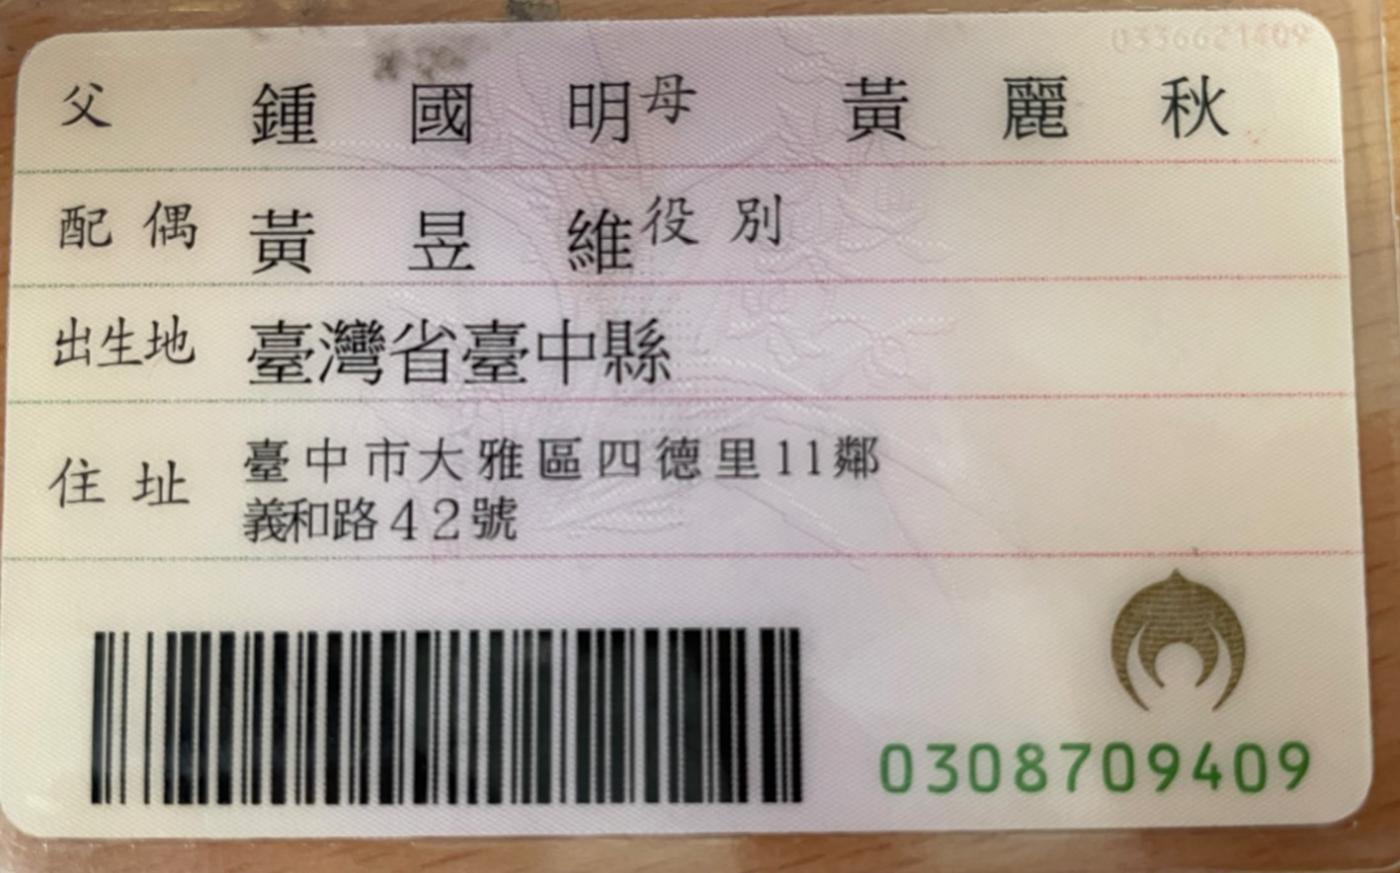 父 鍾國明 母 黃麗秋
配偶 黃昱維 役別
出生地 臺灣省臺中縣
住址 臺中市大雅區四德里11鄰
義和路42號
0308709409